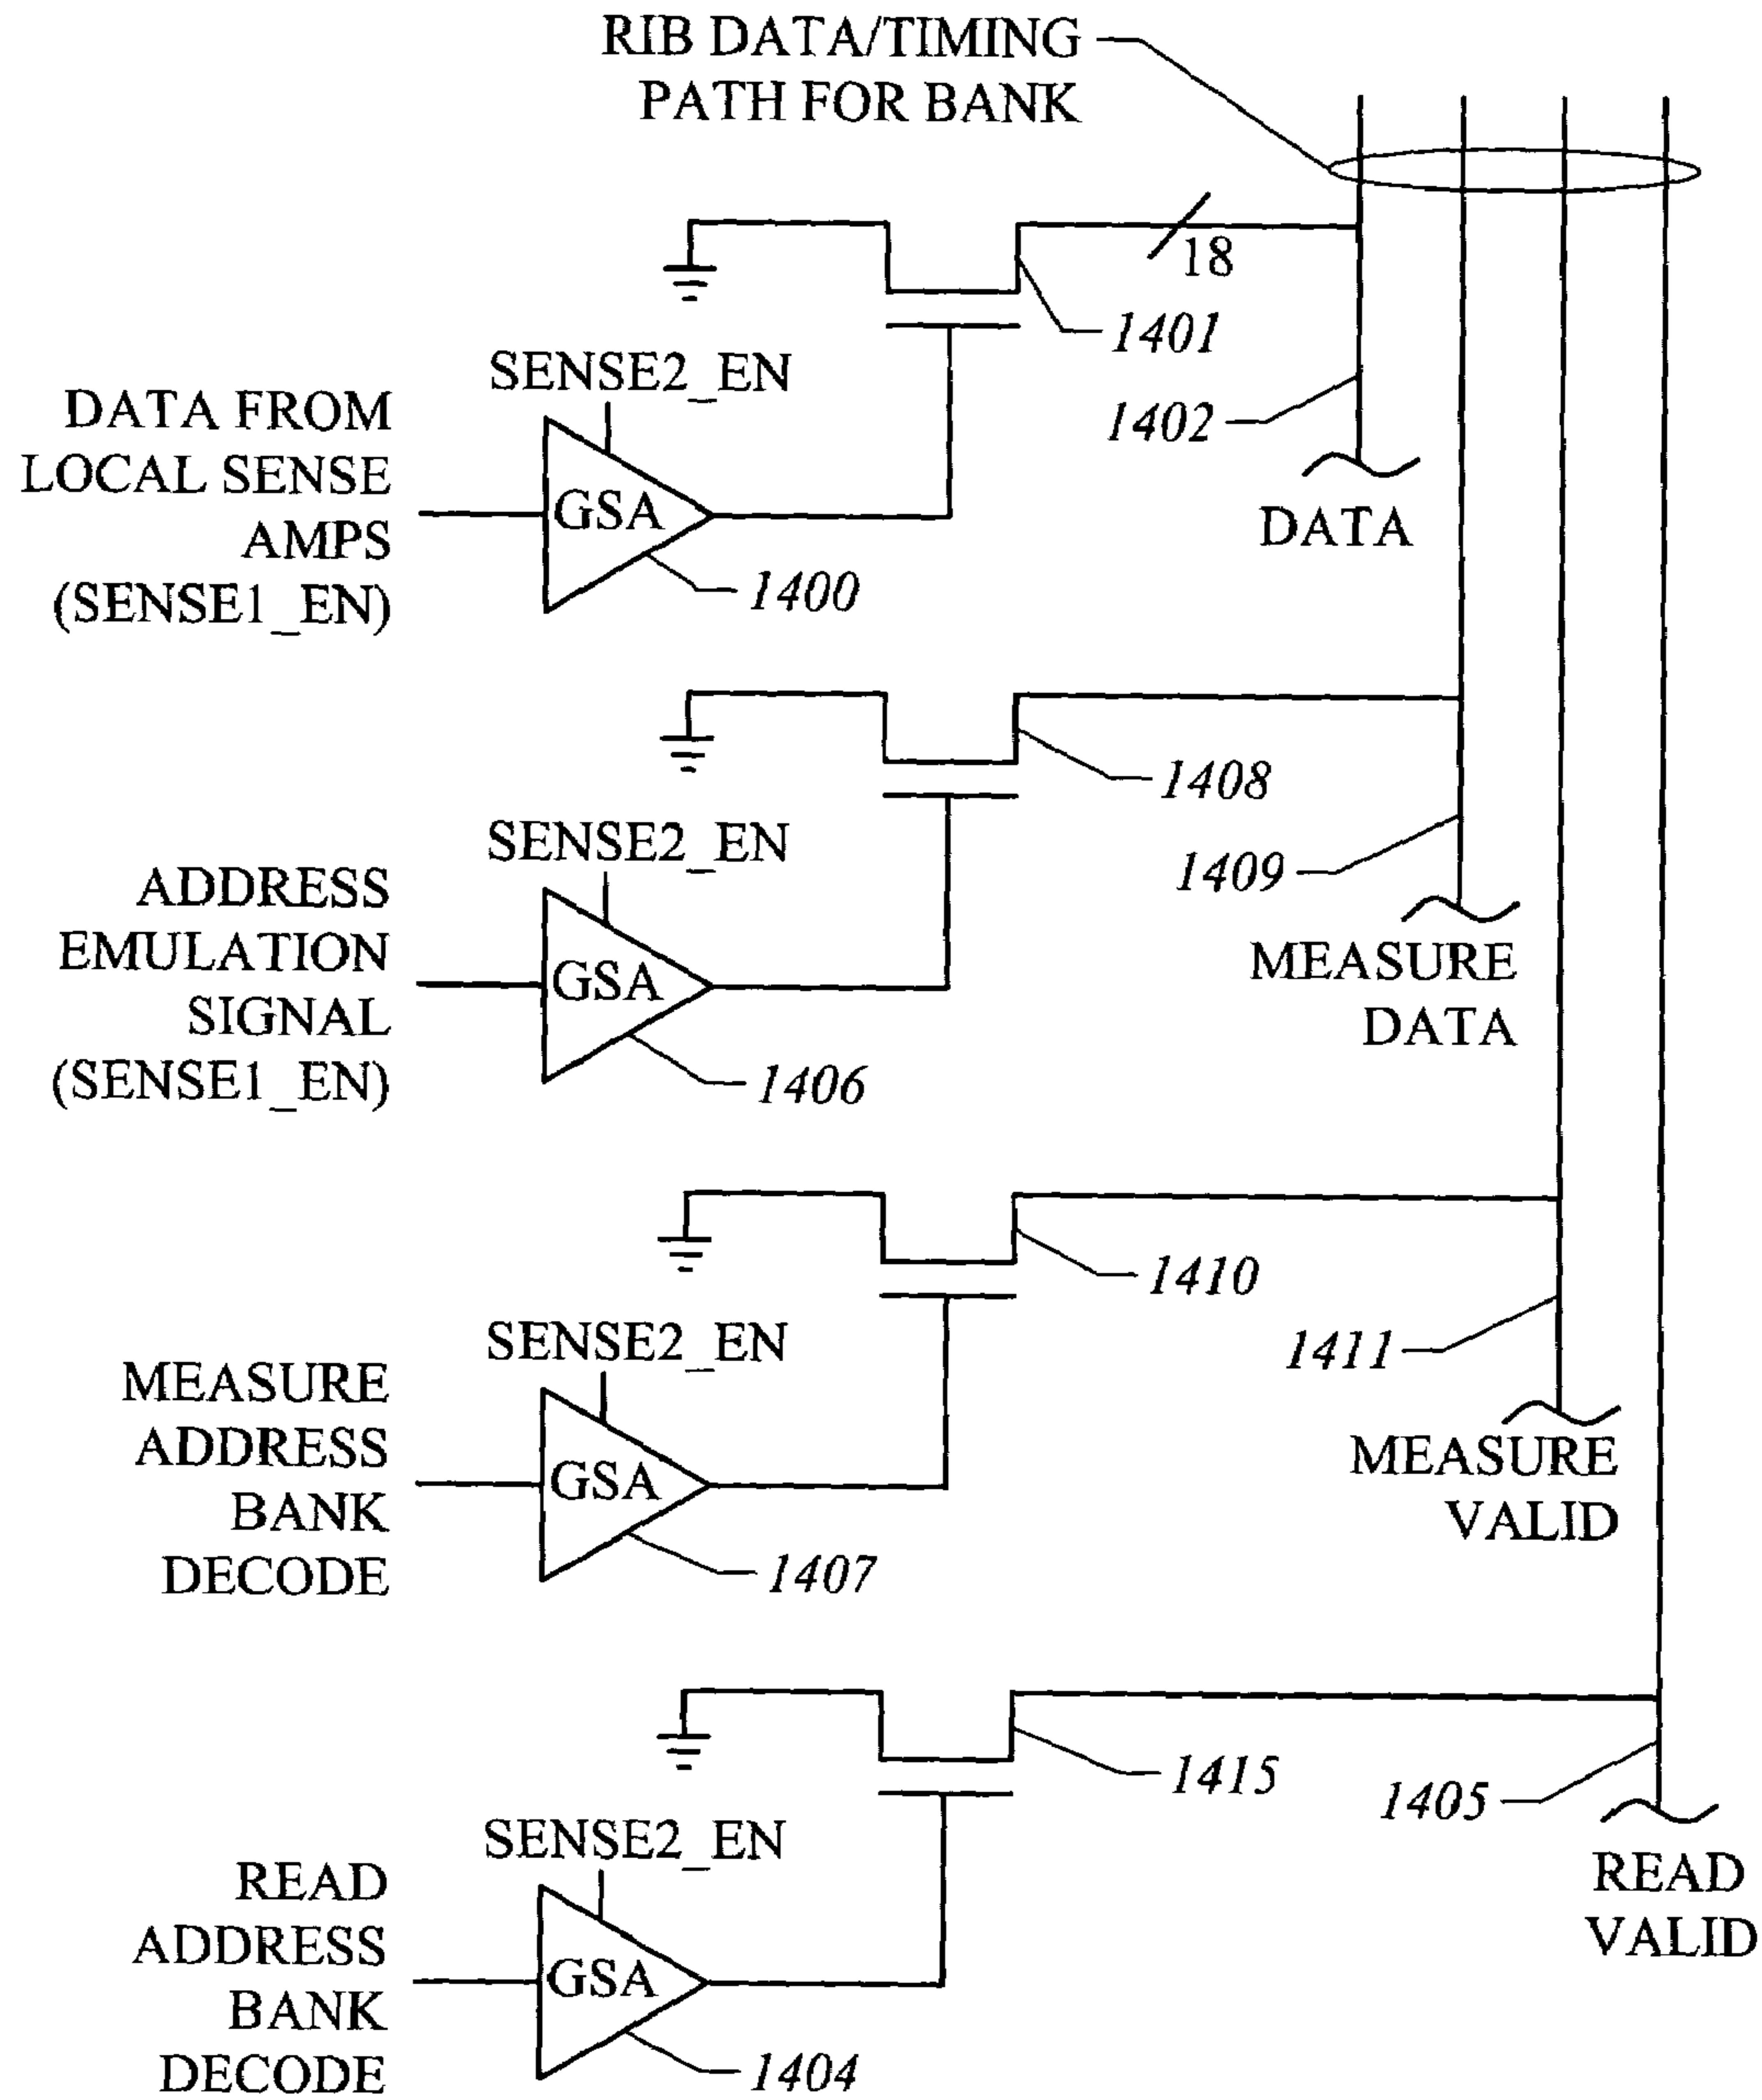 RIB DATA/TIMING
PATH FOR BANK
18
1401
SENSE2_EN
1402
DATA FROM
LOCAL SENSE
AMPS
(SENSE1_EN)
GSA
DATA
1400
1408
SENSE2_EN
1409
ADDRESS
EMULATION
SIGNAL
(SENSE1_EN)
GSA
MEASURE
DATA
1406
1410
SENSE2_EN
1411
MEASURE
ADDRESS
BANK
DECODE
GSA
MEASURE
VALID
1407
1415
1405
SENSE2_EN
READ
ADDRESS
BANK
DECODE
GSA
READ
VALID
1404